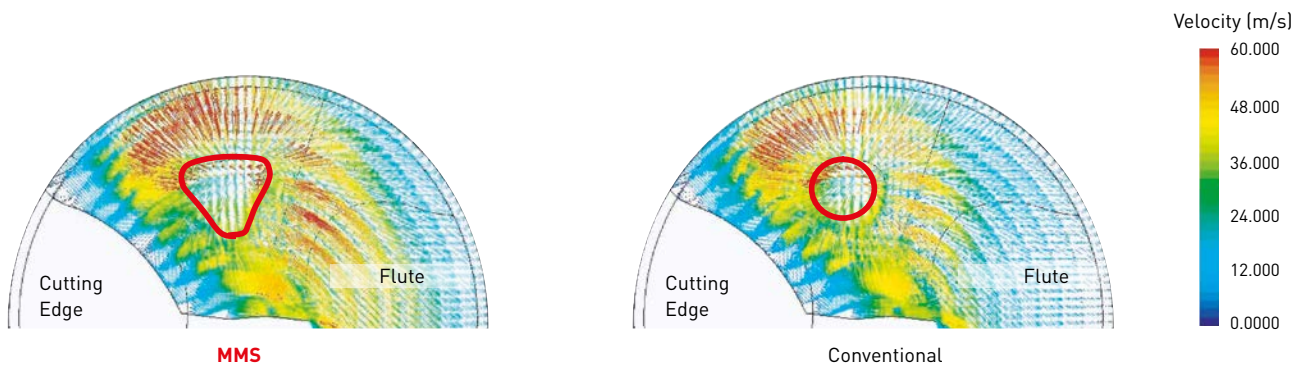 Velocity (m/s)
60.000
48.000
36.000
24.000
12.000
0.0000
Cutting
Edge
Flute
MMS
Cutting
Edge
Flute
Conventional